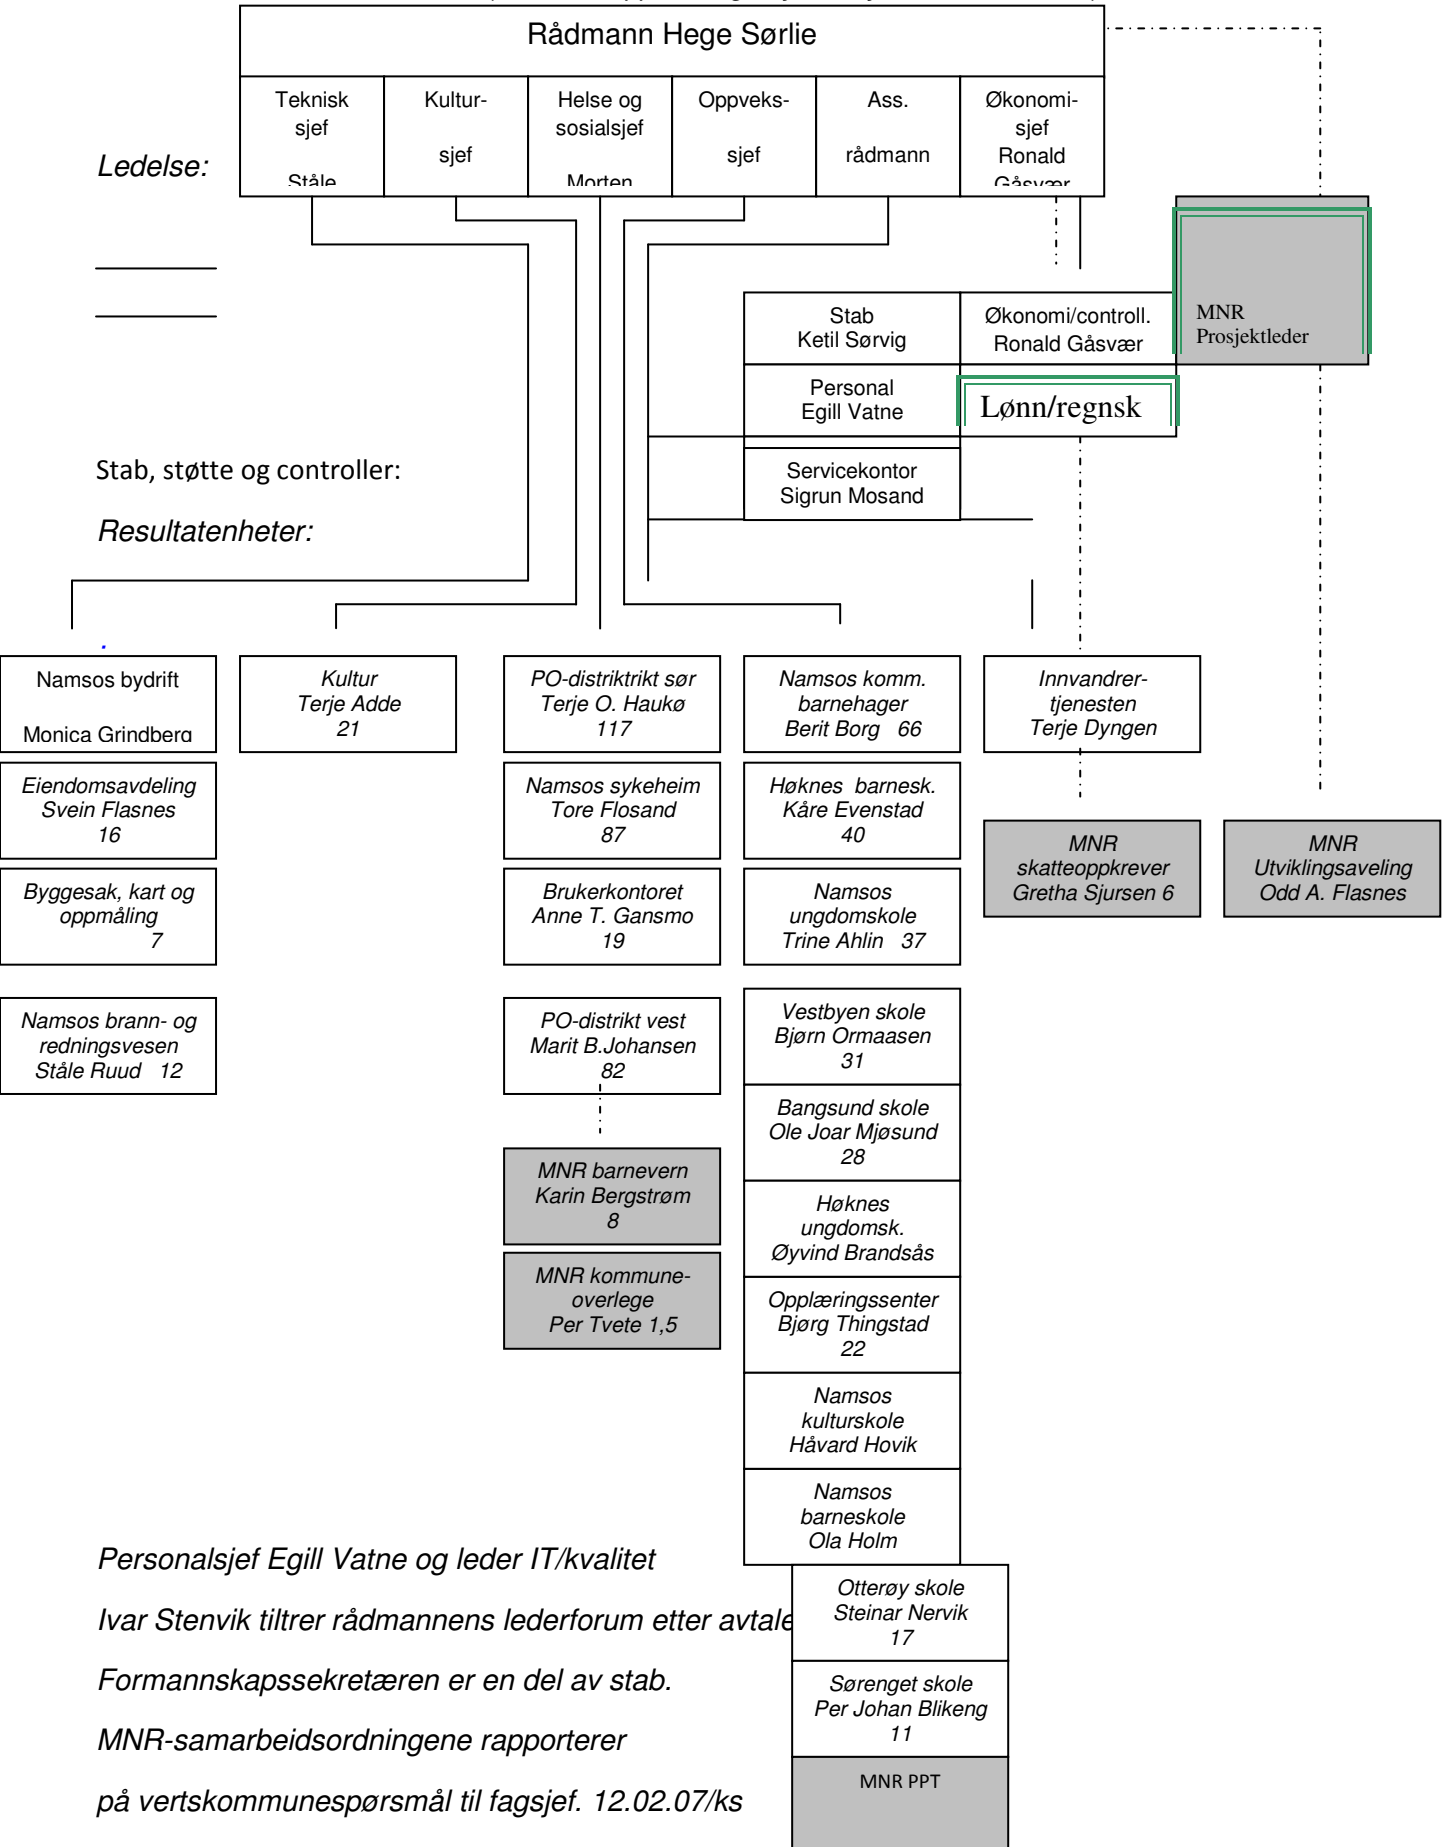 Rådmann Hege Sørlie
Teknisk
sjef
Ståle
Kultur-
sjef
Helse og
sosialsjef
Morten
Oppveks-
sjef
Ass.
rådmann
Økonomi-
sjef
Ronald
Gåsvær
Ledelse:
Stab
Ketil Sørvig
Økonomi/controll.
Ronald Gåsvær
MNR
Prosjektleder
Personal
Egill Vatne
Lønn/regnsk
Stab, støtte og controller:
Servicekontor
Sigrun Mosand
Resultatenheter:
Namsos bydrift
Monica Grindberg
Kultur
Terje Adde
21
PO-distriktrikt sør
Terje O. Haukø
117
Namsos komm.
barnehager
Berit Borg 66
Innvandrer-
tjenesten
Terje Dyngen
Eiendomsavdeling
Svein Flasnes
16
Namsos sykeheim
Tore Flosand
87
Høknes barnesk.
Kåre Evenstad
40
MNR
skatteoppkrever
Gretha Sjursen 6
MNR
Utviklingsaveling
Odd A. Flasnes
Byggesak, kart og
oppmåling
7
Brukerkontoret
Anne T. Gansmo
19
Namsos
ungdomskole
Trine Ahlin 37
Namsos brann- og
redningsvesen
Ståle Ruud 12
PO-distrikt vest
Marit B.Johansen
82
Vestbyen skole
Bjørn Ormaasen
31
Bangsund skole
Ole Joar Mjøsund
28
MNR barnevern
Karin Bergstrøm
8
Høknes
ungdomsk.
Øyvind Brandsås
MNR kommune-
overlege
Per Tvete 1,5
Opplæringssenter
Bjørg Thingstad
22
Namsos
kulturskole
Håvard Hovik
Namsos
barneskole
Ola Holm
Otterøy skole
Steinar Nervik
17
Sørenget skole
Per Johan Blikeng
11
MNR PPT
Personalsjef Egill Vatne og leder IT/kvalitet
Ivar Stenvik tiltrer rådmannens lederforum etter avtale
Formannskapssekretæren er en del av stab.
MNR-samarbeidsordningene rapporterer
på vertskommunespørsmål til fagsjef. 12.02.07/ks